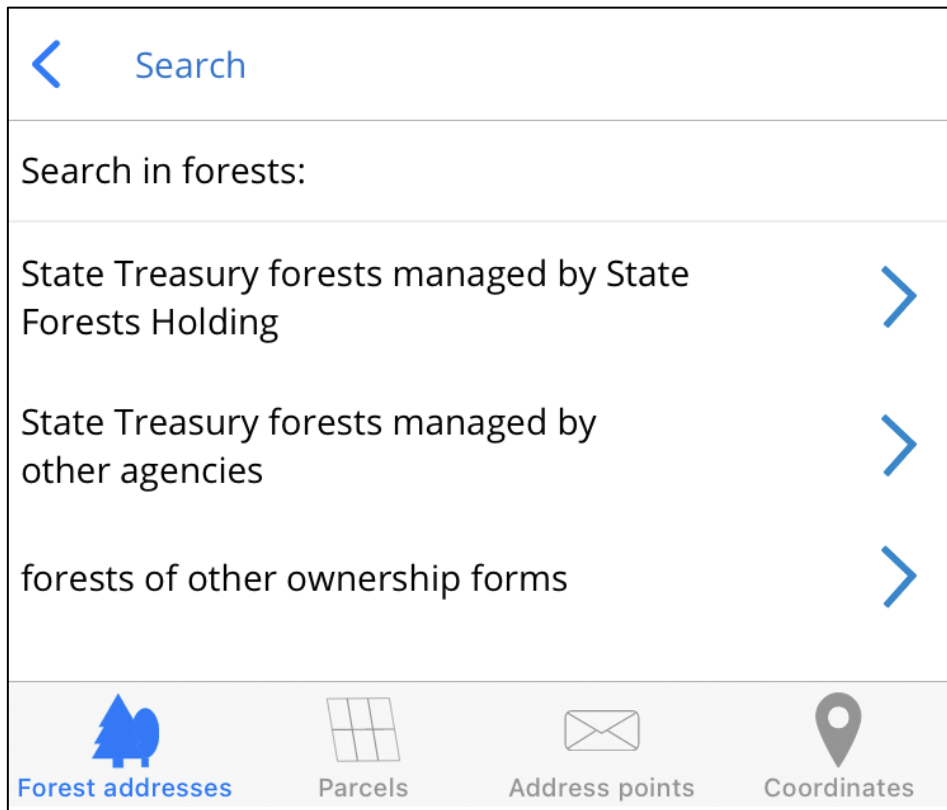 Search
Search in forests:
State Treasury forests managed by State
Forests Holding
State Treasury forests managed by
other agencies
forests of other ownership forms
Forest addresses
Parcels
Address points
Coordinates